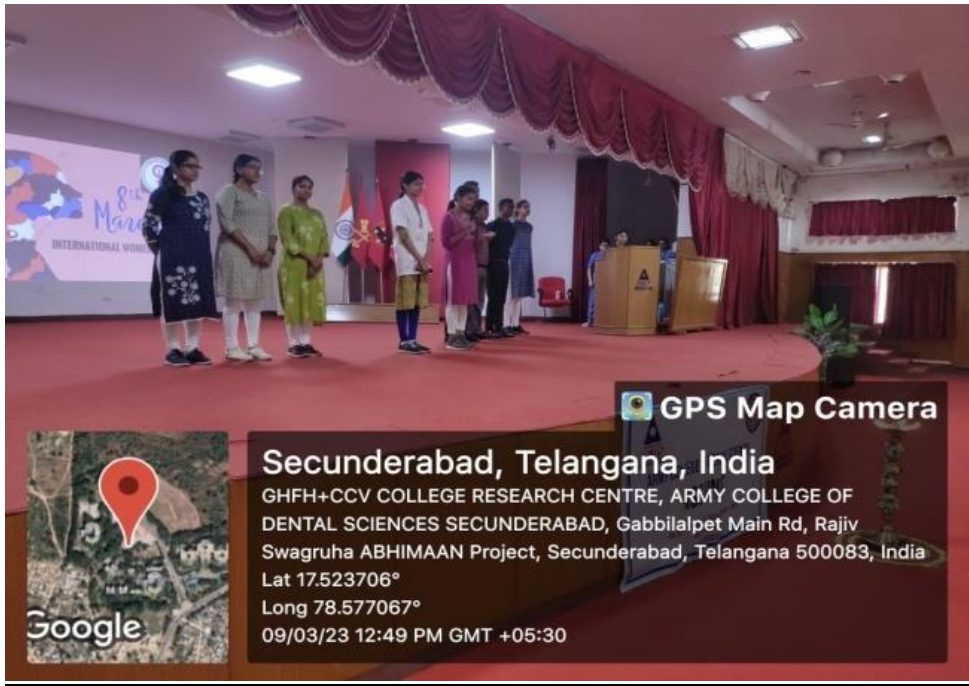 8th
INTERNATIONAL
GPS Map Camera
Secunderabad, Telangana, India
GHFH+CCV COLLEGE RESEARCH CENTRE, ARMY COLLEGE OF
DENTAL SCIENCES SECUNDERABAD, Gabbilalpet Main Rd, Rajiv
Swagruha ABHIMAAN Project, Secunderabad, Telangana 500083, India
Lat 17.523706°
Long 78.577067°
09/03/23 12:49 PM GMT +05:30
Google